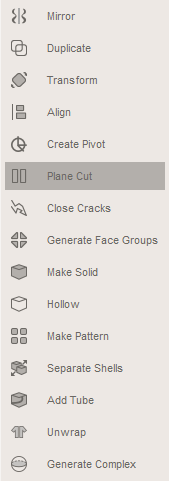 Mirror
Duplicate
Transform
Align
Create Pivot
Plane Cut
Close Cracks
Generate Face Groups
Make Solid
Hollow
Make Pattern
Separate Shells
Add Tube
Unwrap
Generate Complex